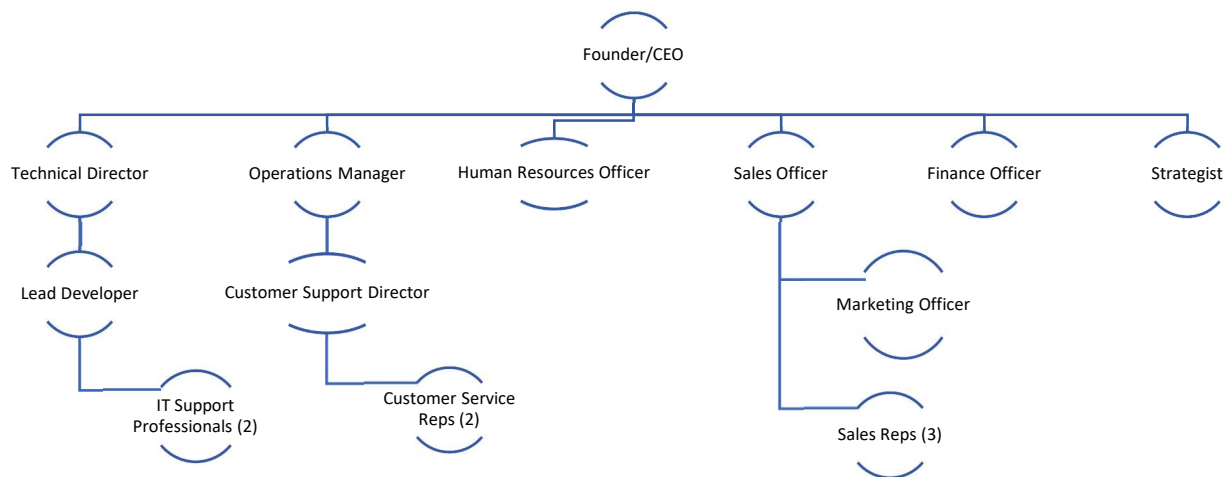 Founder/CEO
Technical Director
Operations Manager
Human Resources Officer
Sales Officer
Finance Officer
Strategist
Lead Developer
Customer Support Director
Marketing Officer
IT Support
Professionals (2)
Customer Service
Reps (2)
Sales Reps (3)